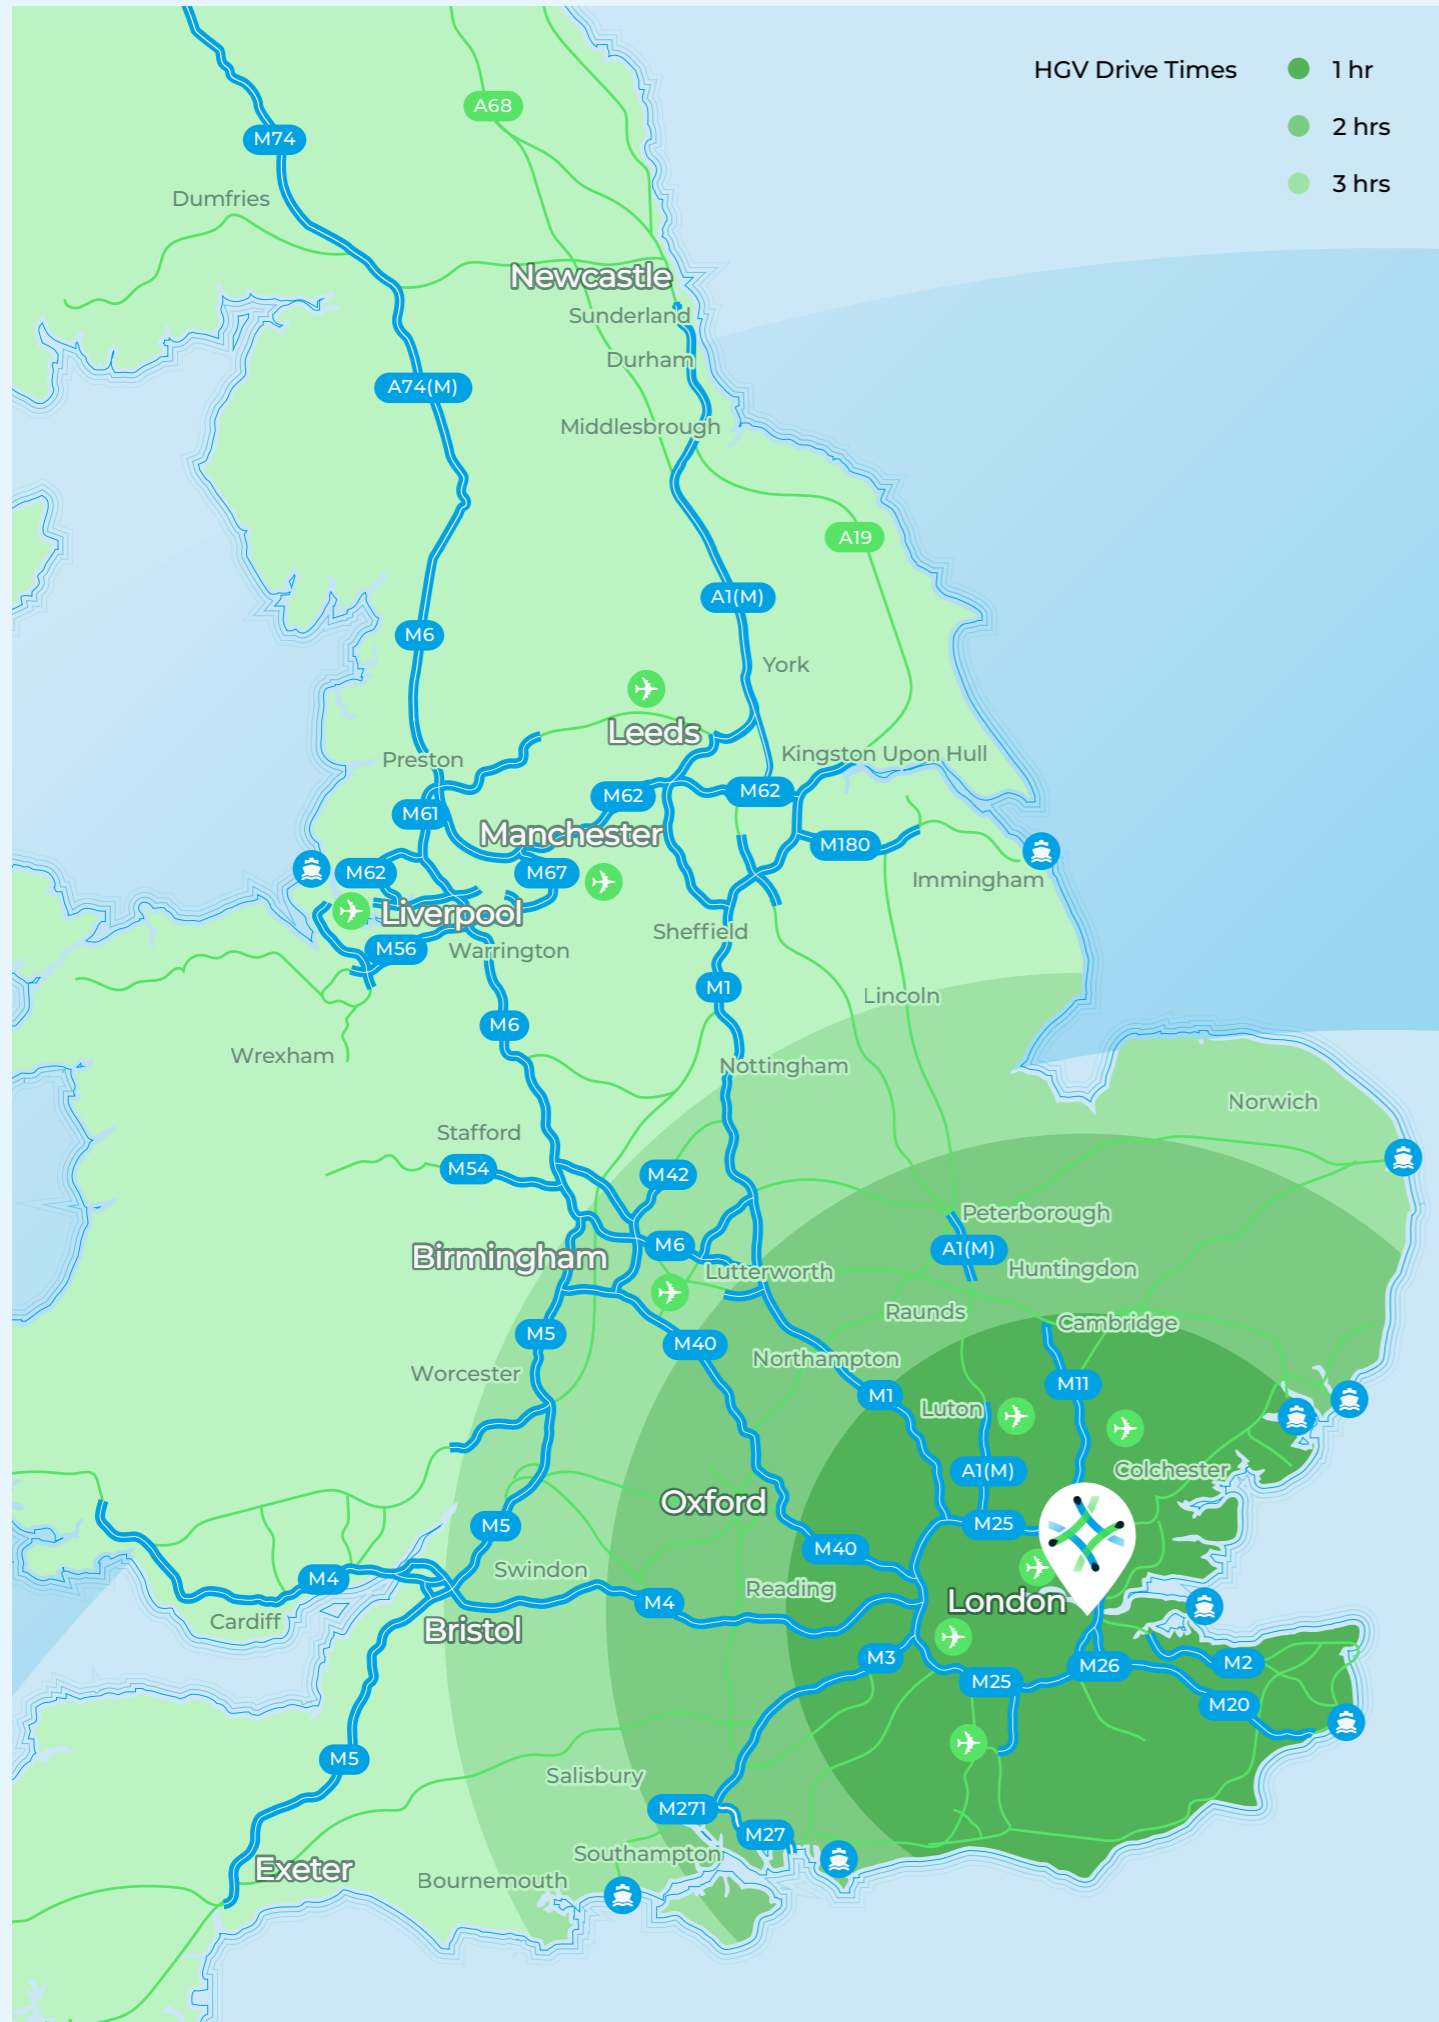 HGV Drive Times
1 hr
2 hrs
3 hrs
A68
M74
Dumfries
Newcastle
Sunderland
Durham
A74(M)
Middlesbrough
A19
A1(M)
M6
York
Leeds
Preston
Kingston Upon Hull
M62
M62
M61
Manchester
M180
M62
M67
Immingham
Liverpool
Sheffield
M56
Warrington
M1
Lincoln
M6
Wrexham
Nottingham
Norwich
Stafford
M54
M42
Peterborough
M6
A1(M)
Birmingham
Lutterworth
Huntingdon
Raunds
Cambridge
M5
M40
Northampton
Worcester
M11
M1
Luton
A1(M)
Colchester
Oxford
M5
M25
M40
Swindon
M4
Reading
M4
London
Cardiff
Bristol
M3
M26
M2
M25
M20
M5
Salisbury
M271
M27
Southampton
Exeter
Bournemouth